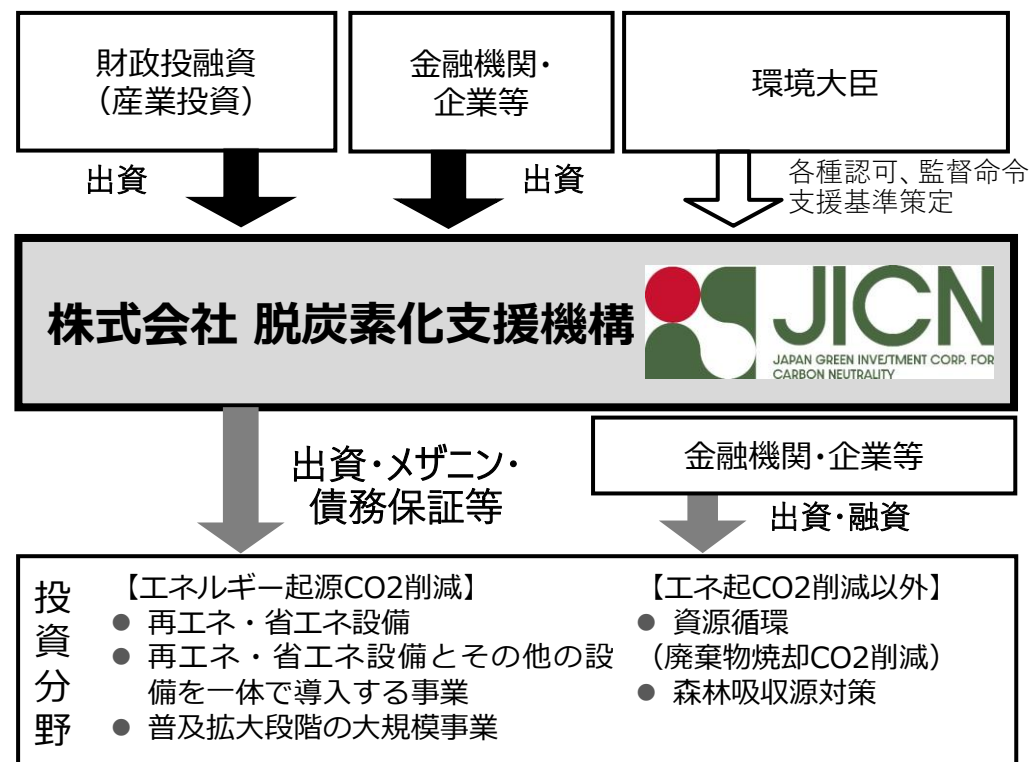 財政投融資
（産業投資）
金融機関・
企業等
環境大臣
出資
出資
各種認可、監督命令
支援基準策定
株式会社 脱炭素化支援機構
JICN
JAPAN GREEN INVESTMENT CORP. FOR
CARBON NEUTRALITY
出資・メザニン・
債務保証等
金融機関・企業等
出資・融資
投資分野
【エネルギー起源CO2削減】
● 再エネ・省エネ設備
● 再エネ・省エネ設備とその他の設
備を一体で導入する事業
● 普及拡大段階の大規模事業
【エネ起CO2削減以外】
● 資源循環
（廃棄物焼却CO2削減）
● 森林吸収源対策